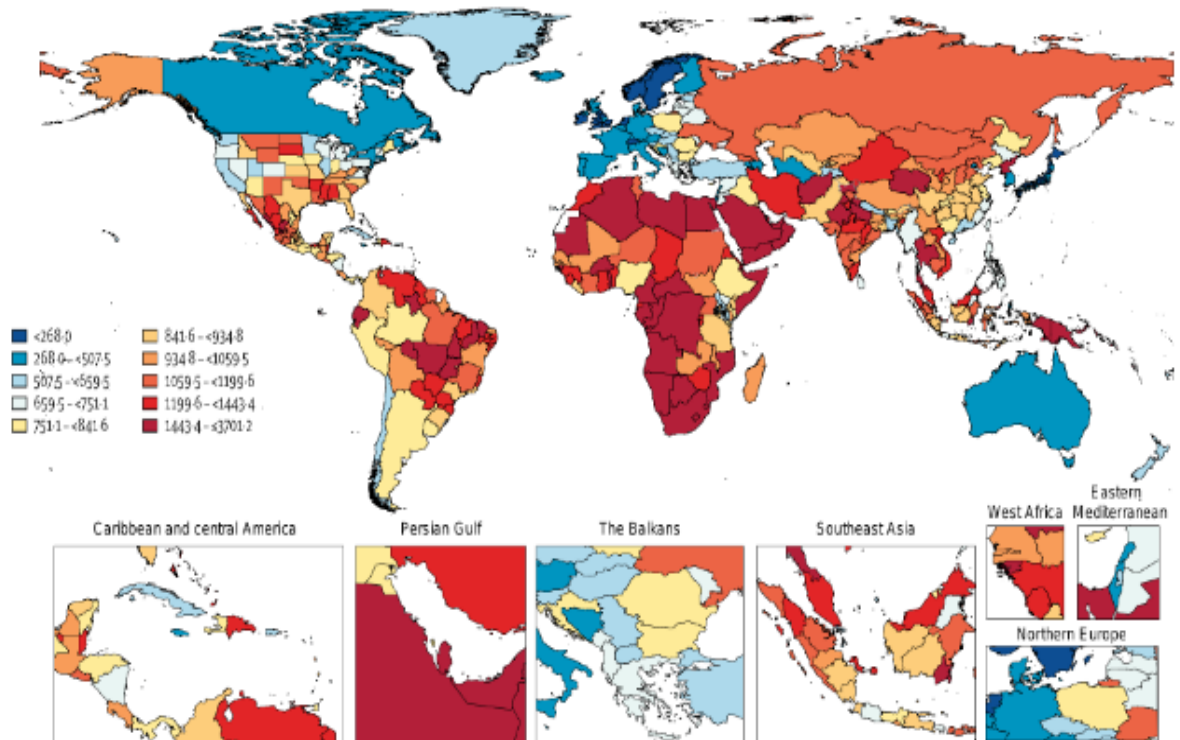 <268·0
268·0–<507·5
507·5–<659·5
659·5–<751·1
751·1–<841·6
841·6–<934·8
934·8–<1059·5
1059·5–<1199·6
1199·6–<1443·4
1443·4–≤3701·2
Caribbean and central America
Persian Gulf
The Balkans
Southeast Asia
West Africa
Eastern
Mediterranean
Northern Europe